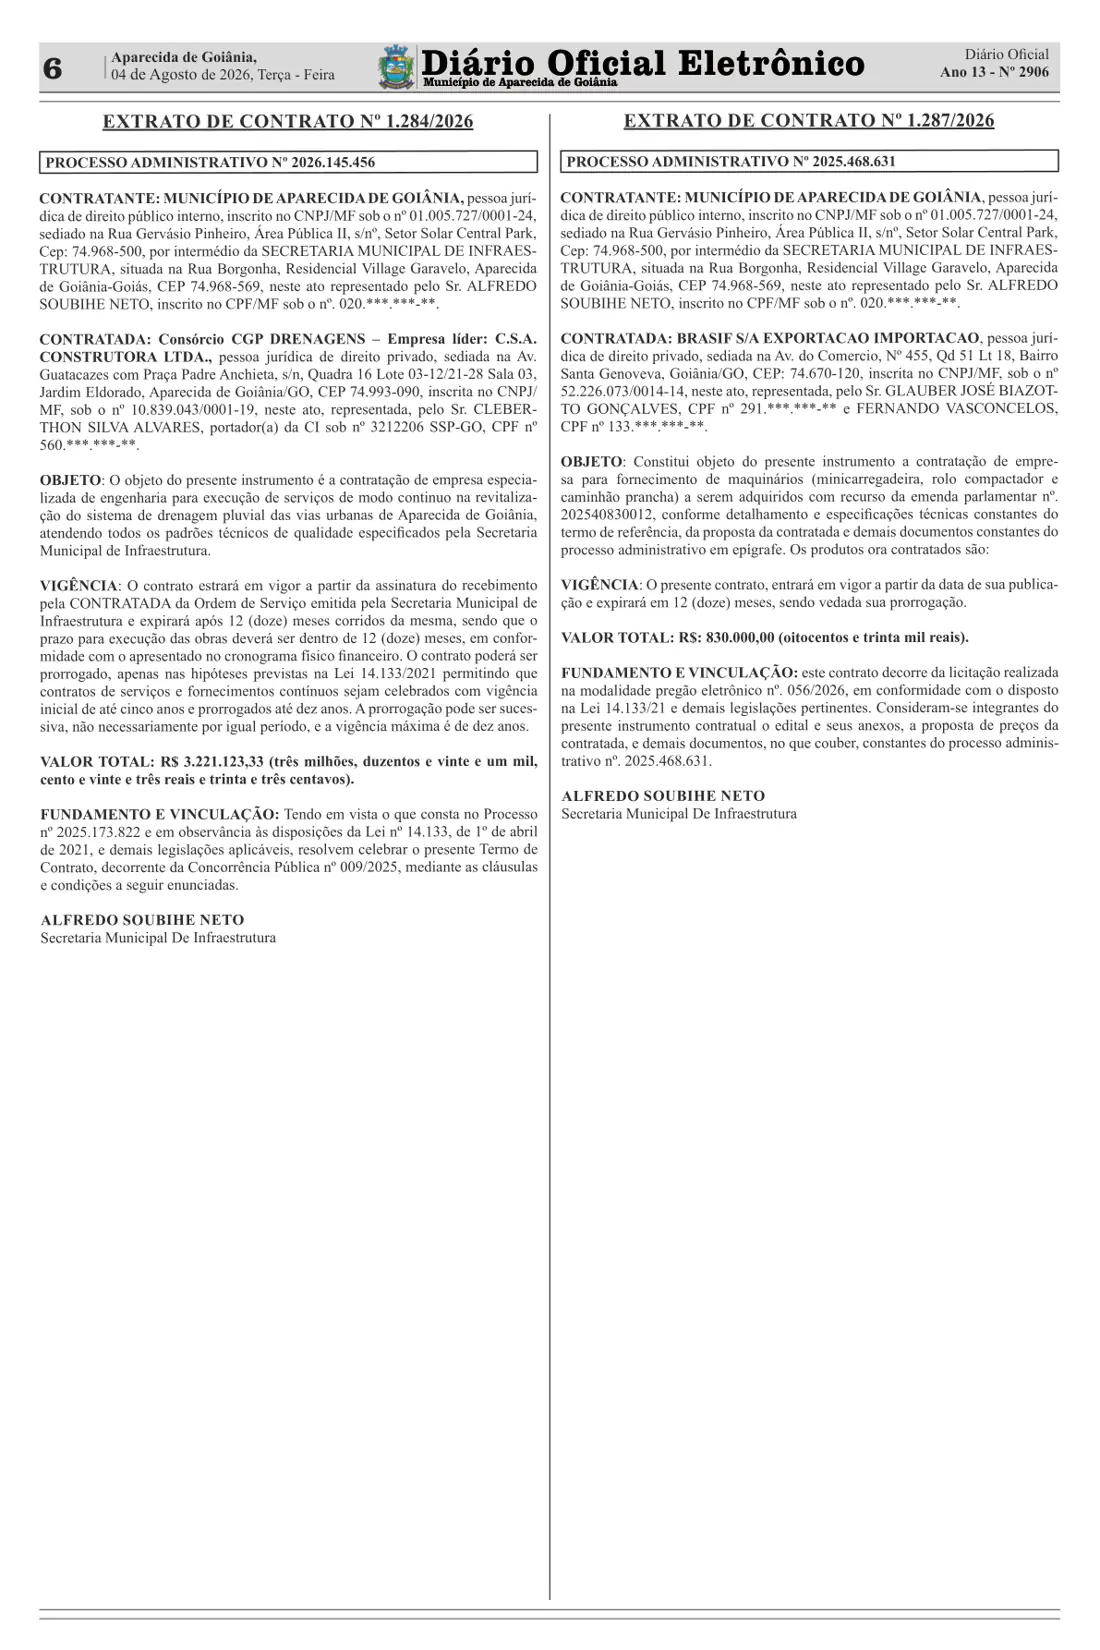 6
Aparecida de Goiânia,
04 de Agosto de 2026, Terça - Feira
Diário Oficial Eletrônico
Município de Aparecida de Goiânia
Diário Oficial
Ano 13 - Nº 2906
EXTRATO DE CONTRATO Nº 1.284/2026
PROCESSO ADMINISTRATIVO Nº 2026.145.456
CONTRATANTE: MUNICÍPIO DE APARECIDA DE GOIÂNIA, pessoa jurí-
dica de direito público interno, inscrito no CNPJ/MF sob o nº 01.005.727/0001-24,
sediado na Rua Gervásio Pinheiro, Área Pública II, s/nº, Setor Solar Central Park,
Cep: 74.968-500, por intermédio da SECRETARIA MUNICIPAL DE INFRAES-
TRUTURA, situada na Rua Borgonha, Residencial Village Garavelo, Aparecida
de Goiânia-Goiás, CEP 74.968-569, neste ato representado pelo Sr. ALFREDO
SOUBIHE NETO, inscrito no CPF/MF sob o nº. 020.***.***-**.
CONTRATADA: Consórcio CGP DRENAGENS – Empresa líder: C.S.A.
CONSTRUTORA LTDA., pessoa jurídica de direito privado, sediada na Av.
Guatacazes com Praça Padre Anchieta, s/n, Quadra 16 Lote 03-12/21-28 Sala 03,
Jardim Eldorado, Aparecida de Goiânia/GO, CEP 74.993-090, inscrita no CNPJ/
MF, sob o nº 10.839.043/0001-19, neste ato, representada, pelo Sr. CLEBER-
THON SILVA ALVARES, portador(a) da CI sob nº 3212206 SSP-GO, CPF nº
560.***.***-**.
OBJETO: O objeto do presente instrumento é a contratação de empresa especia-
lizada de engenharia para execução de serviços de modo continuo na revitaliza-
ção do sistema de drenagem pluvial das vias urbanas de Aparecida de Goiânia,
atendendo todos os padrões técnicos de qualidade especificados pela Secretaria
Municipal de Infraestrutura.
VIGÊNCIA: O contrato estrará em vigor a partir da assinatura do recebimento
pela CONTRATADA da Ordem de Serviço emitida pela Secretaria Municipal de
Infraestrutura e expirará após 12 (doze) meses corridos da mesma, sendo que o
prazo para execução das obras deverá ser dentro de 12 (doze) meses, em confor-
midade com o apresentado no cronograma físico financeiro. O contrato poderá ser
prorrogado, apenas nas hipóteses previstas na Lei 14.133/2021 permitindo que
contratos de serviços e fornecimentos contínuos sejam celebrados com vigência
inicial de até cinco anos e prorrogados até dez anos. A prorrogação pode ser suces-
siva, não necessariamente por igual período, e a vigência máxima é de dez anos.
VALOR TOTAL: R$ 3.221.123,33 (três milhões, duzentos e vinte e um mil,
cento e vinte e três reais e trinta e três centavos).
FUNDAMENTO E VINCULAÇÃO: Tendo em vista o que consta no Processo
nº 2025.173.822 e em observância às disposições da Lei nº 14.133, de 1º de abril
de 2021, e demais legislações aplicáveis, resolvem celebrar o presente Termo de
Contrato, decorrente da Concorrência Pública nº 009/2025, mediante as cláusulas
e condições a seguir enunciadas.
ALFREDO SOUBIHE NETO
Secretaria Municipal De Infraestrutura
EXTRATO DE CONTRATO Nº 1.287/2026
PROCESSO ADMINISTRATIVO Nº 2025.468.631
CONTRATANTE: MUNICÍPIO DE APARECIDA DE GOIÂNIA, pessoa jurí-
dica de direito público interno, inscrito no CNPJ/MF sob o nº 01.005.727/0001-24,
sediado na Rua Gervásio Pinheiro, Área Pública II, s/nº, Setor Solar Central Park,
Cep: 74.968-500, por intermédio da SECRETARIA MUNICIPAL DE INFRAES-
TRUTURA, situada na Rua Borgonha, Residencial Village Garavelo, Aparecida
de Goiânia-Goiás, CEP 74.968-569, neste ato representado pelo Sr. ALFREDO
SOUBIHE NETO, inscrito no CPF/MF sob o nº. 020.***.***-**.
CONTRATADA: BRASIF S/A EXPORTACAO IMPORTACAO, pessoa jurí-
dica de direito privado, sediada na Av. do Comercio, Nº 455, Qd 51 Lt 18, Bairro
Santa Genoveva, Goiânia/GO, CEP: 74.670-120, inscrita no CNPJ/MF, sob o nº
52.226.073/0014-14, neste ato, representada, pelo Sr. GLAUBER JOSÉ BIAZOT-
TO GONÇALVES, CPF nº 291.***.***-** e FERNANDO VASCONCELOS,
CPF nº 133.***.***-**.
OBJETO: Constitui objeto do presente instrumento a contratação de empre-
sa para fornecimento de maquinários (minicarregadeira, rolo compactador e
caminhão prancha) a serem adquiridos com recurso da emenda parlamentar nº.
202540830012, conforme detalhamento e especificações técnicas constantes do
termo de referência, da proposta da contratada e demais documentos constantes do
processo administrativo em epígrafe. Os produtos ora contratados são:
VIGÊNCIA: O presente contrato, entrará em vigor a partir da data de sua publica-
ção e expirará em 12 (doze) meses, sendo vedada sua prorrogação.
VALOR TOTAL: R$: 830.000,00 (oitocentos e trinta mil reais).
FUNDAMENTO E VINCULAÇÃO: este contrato decorre da licitação realizada
na modalidade pregão eletrônico nº. 056/2026, em conformidade com o disposto
na Lei 14.133/21 e demais legislações pertinentes. Consideram-se integrantes do
presente instrumento contratual o edital e seus anexos, a proposta de preços da
contratada, e demais documentos, no que couber, constantes do processo adminis-
trativo nº. 2025.468.631.
ALFREDO SOUBIHE NETO
Secretaria Municipal De Infraestrutura